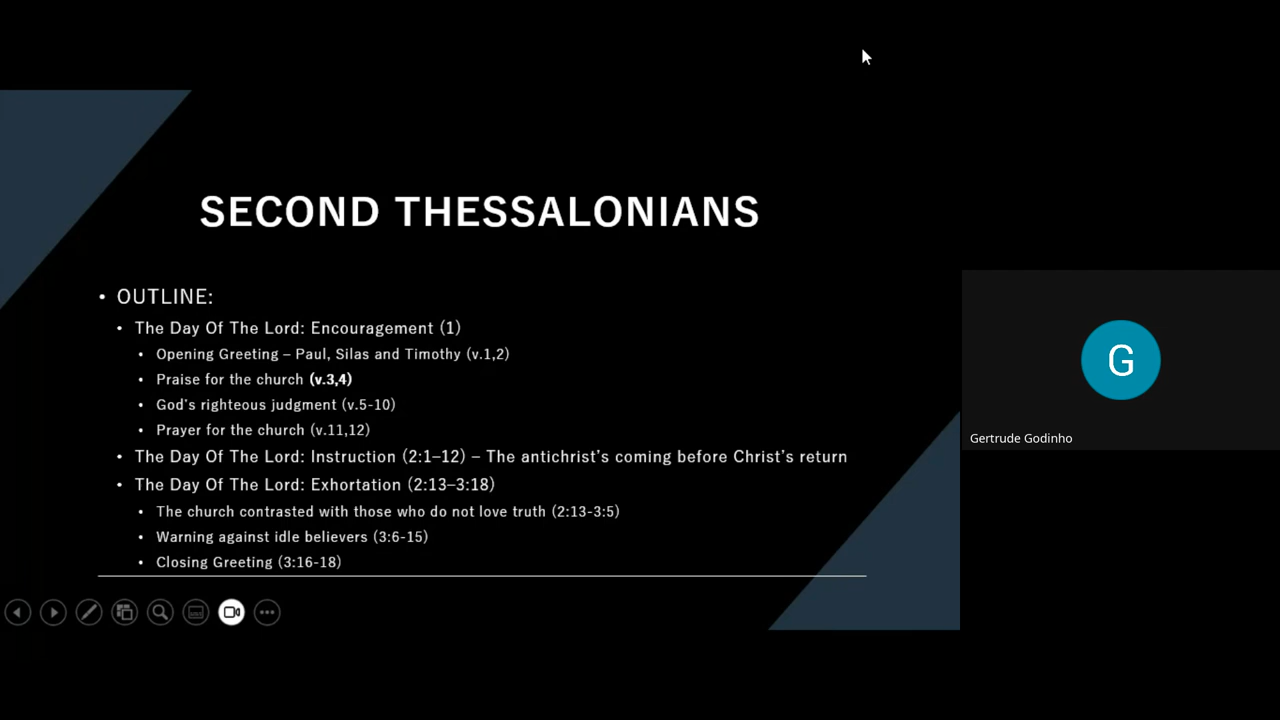 SECOND THESSALONIANS
• OUTLINE:
• The Day Of The Lord: Encouragement (1)
• Opening Greeting – Paul, Silas and Timothy (v.1,2)
• Praise for the church (v.3,4)
• God's righteous judgment (v.5-10)
• Prayer for the church (v.11,12)
• The Day Of The Lord: Instruction (2:1–12) – The antichrist's coming before Christ's return
• The Day Of The Lord: Exhortation (2:13–3:18)
• The church contrasted with those who do not love truth (2:13-3:5)
• Warning against idle believers (3:6-15)
• Closing Greeting (3:16-18)
G
Gertrude Godinho